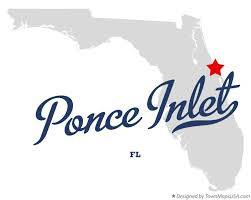 Ponce Inlet
FL
★ Designed by TownMapsUSA.com